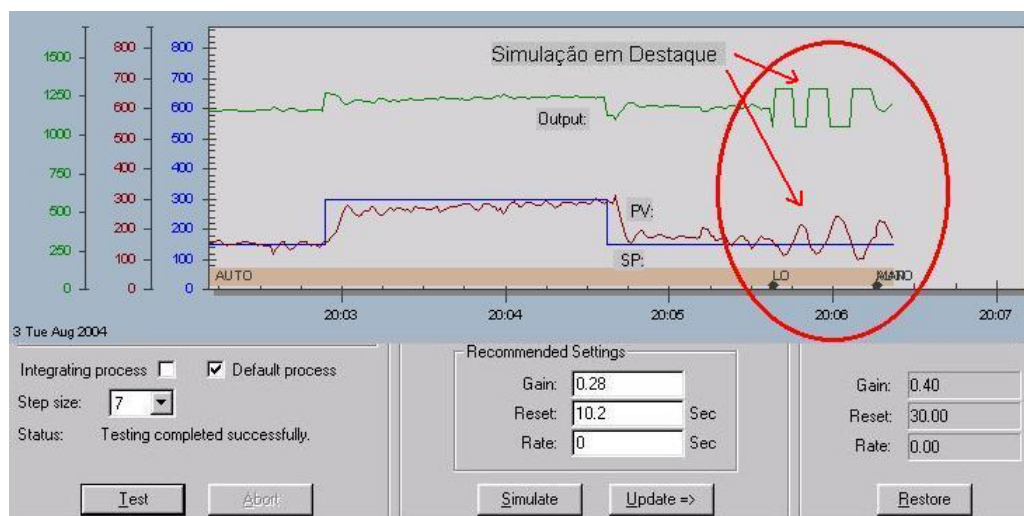 Simulação em Destaque
1500
1250
1000
750
500
250
0
800
700
600
500
400
300
200
100
0
800
700
600
500
400
300
200
100
0
Output:
PV:
SP:
AUTO
LO
20:03
20:04
20:05
20:06
20:07
3 Tue Aug 2004
Integrating process
Default process
Step size: 7
Status: Testing completed successfully.
Test
Abort
Recommended Settings
Gain: 0.28
Reset: 10.2 Sec
Rate: 0 Sec
Simulate
Update =>
Gain: 0.40
Reset: 30.00
Rate: 0.00
Restore